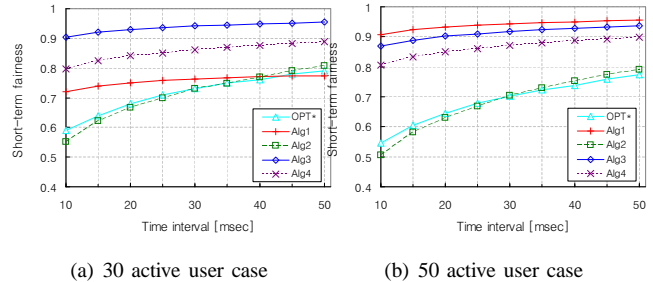 Short-term fairness
1
0.9
0.8
0.7
0.6
0.5
0.4
10 20 30 40 50
Time interval [msec]
OPT*
Alg1
Alg2
Alg3
Alg4
(a) 30 active user case
Short-term fairness
1
0.9
0.8
0.7
0.6
0.5
0.4
10 20 30 40 50
Time interval [msec]
OPT*
Alg1
Alg2
Alg3
Alg4
(b) 50 active user case